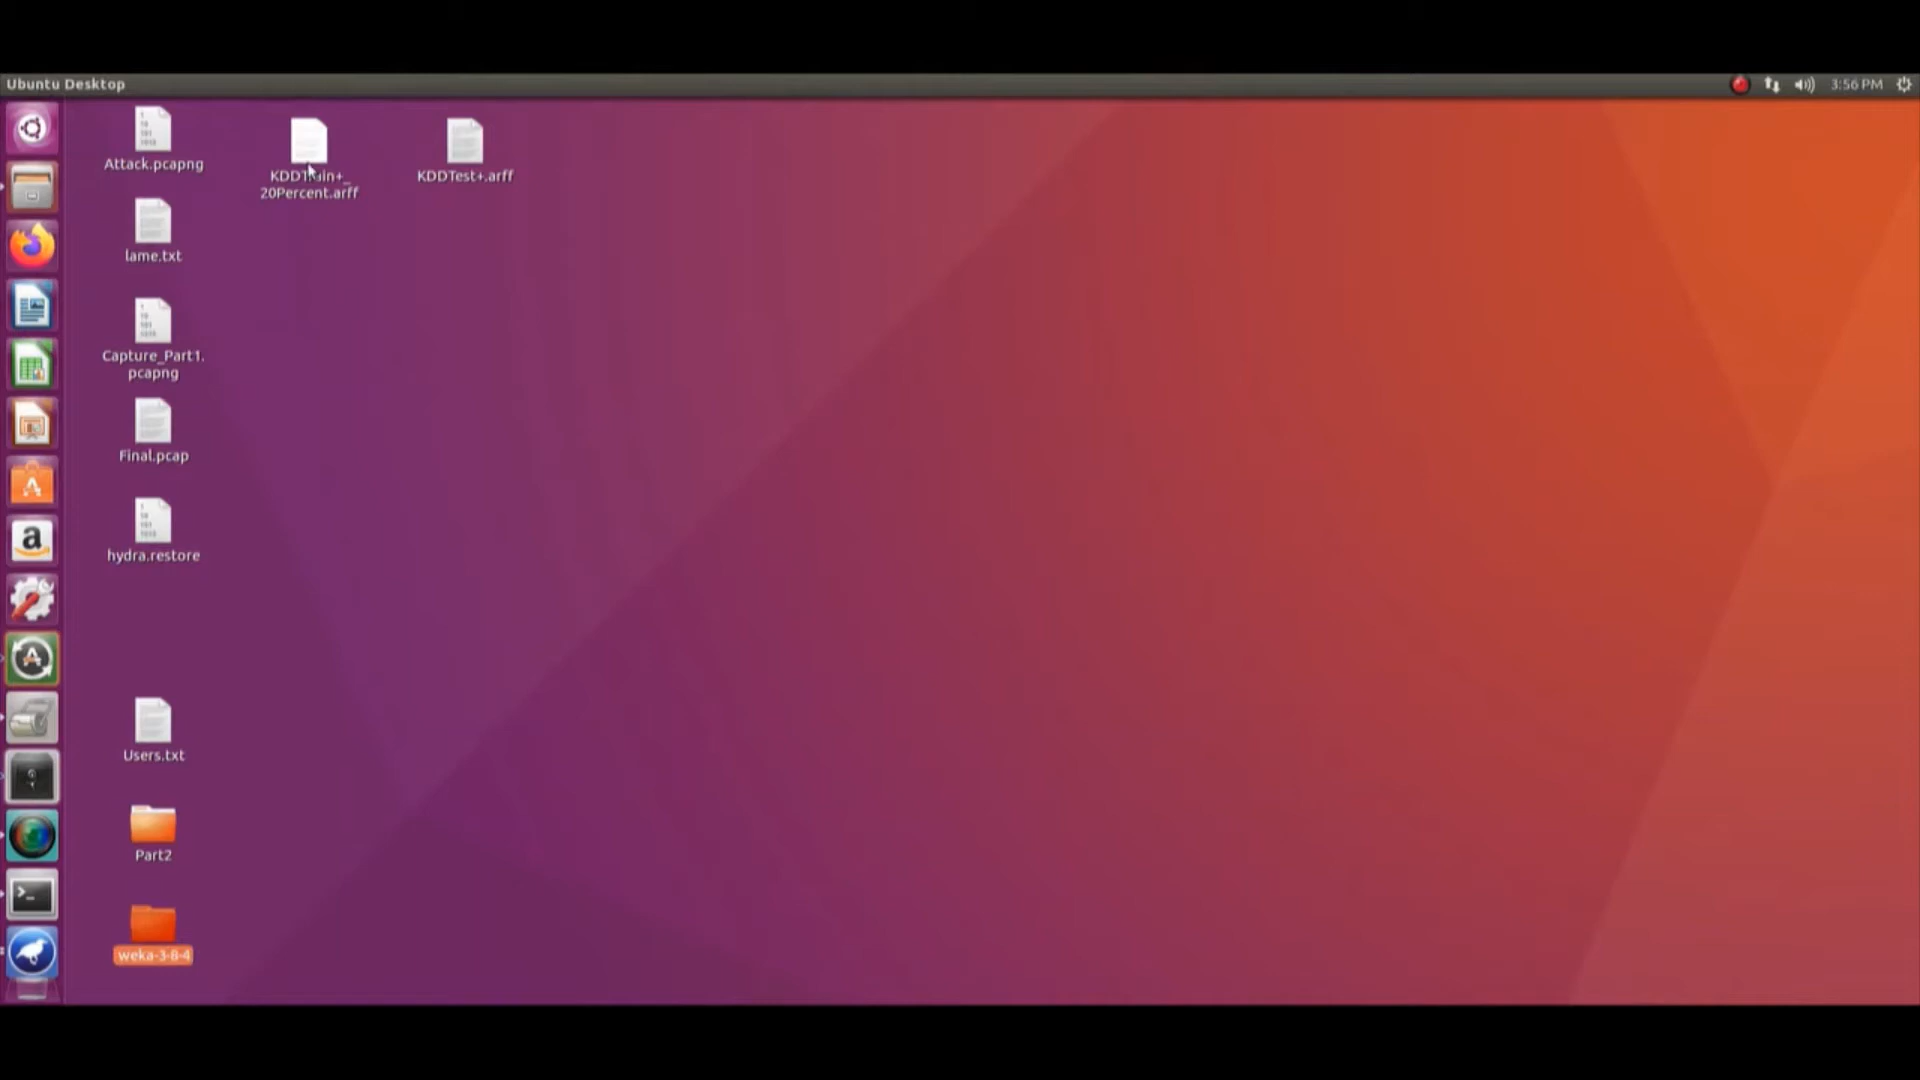 Ubuntu Desktop
3:56 PM
Attack.pcapng
KDDTrain+_
20Percent.arff
KDDTest+.arff
lame.txt
Capture_Part1.
pcapng
Final.pcap
hydra.restore
Users.txt
Part2
weka-3-8-4